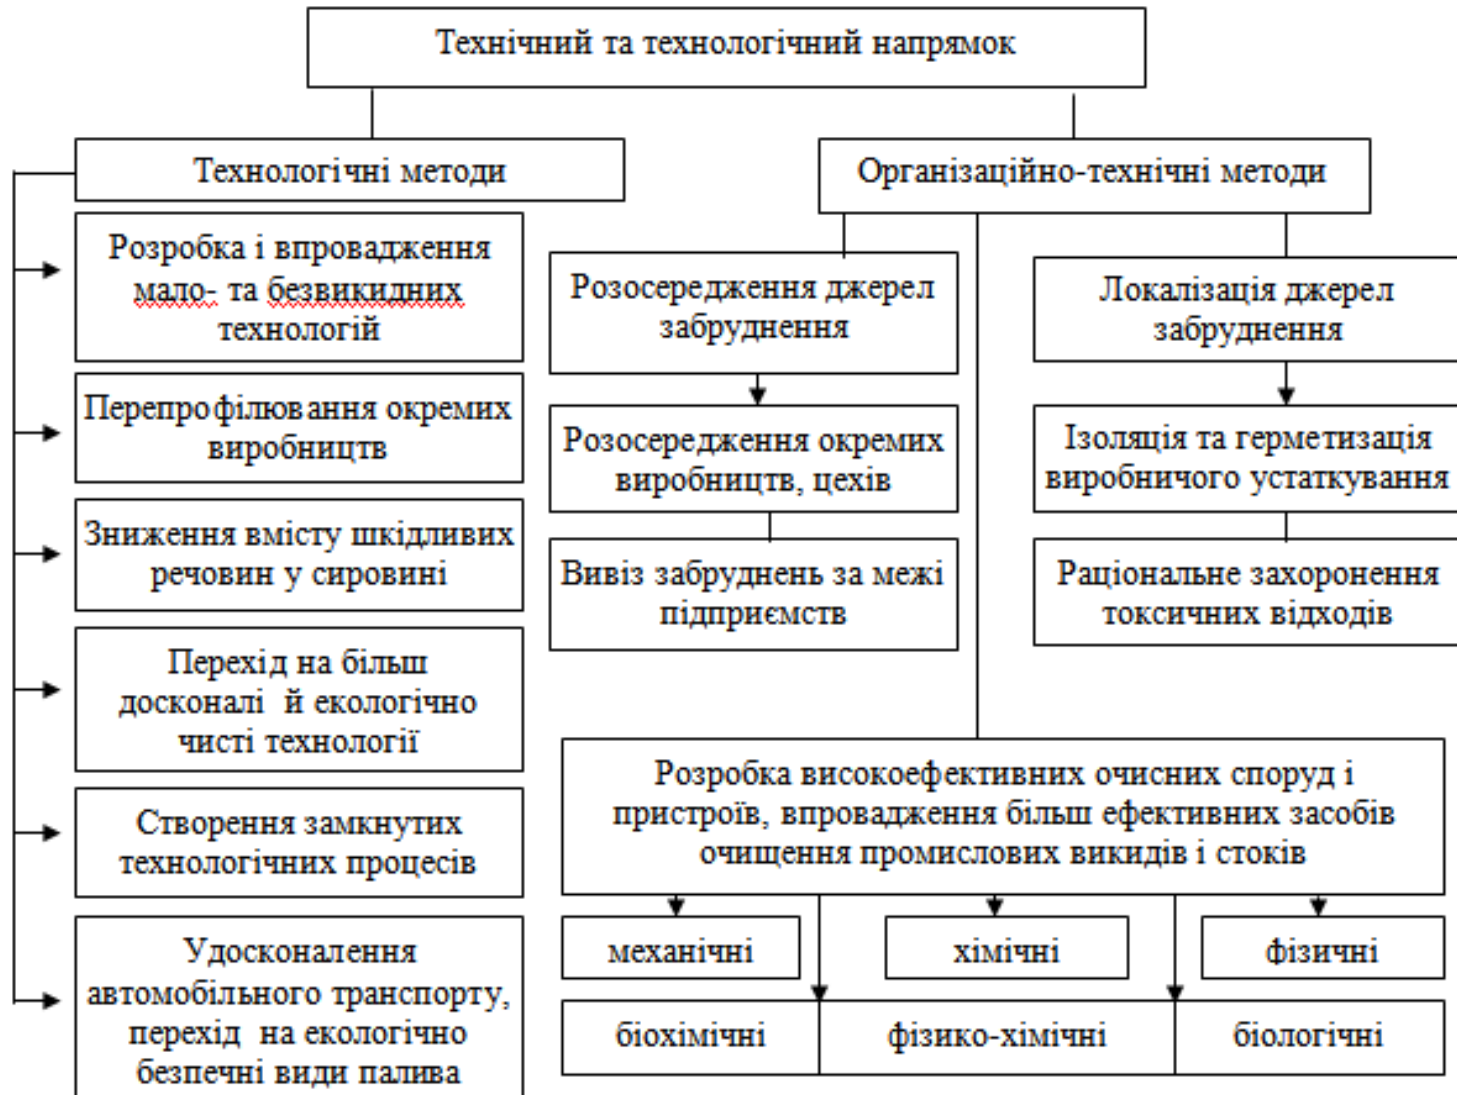 Технічний та технологічний напрямок
Технологічні методи
Розробка і впровадження
мало- та безвикидних
технологій
Перепрофілювання окремих
виробництв
Зниження вмісту шкідливих
речовин у сировині
Перехід на більш
досконалі й екологічно
чисті технології
Створення замкнутих
технологічних процесів
Удосконалення
автомобільного транспорту,
перехід на екологічно
безпечні види палива
Організаційно-технічні методи
Розосередження джерел
забруднення
Розосередження окремих
виробництв, цехів
Вивіз забруднень за межі
підприємств
Локалізація джерел
забруднення
Ізоляція та герметизація
виробничого устаткування
Раціональне захоронення
токсичних відходів
Розробка високоефективних очисних споруд і
пристроїв, впровадження більш ефективних засобів
очищення промислових викидів і стоків
механічні
хімічні
фізичні
біохімічні
фізико-хімічні
біологічні